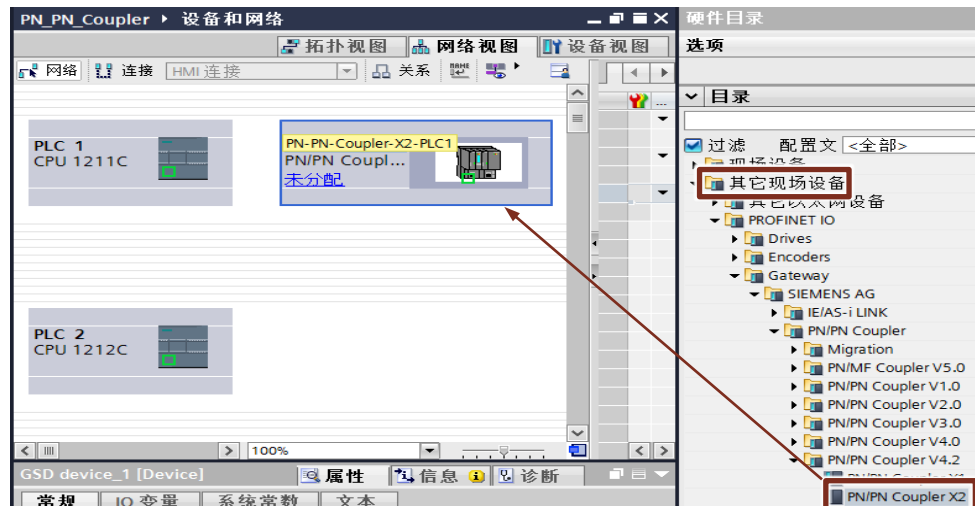 PN_PN_Coupler ▸ 设备和网络
拓扑视图
网络视图
设备视图
网络
连接
HMI 连接
关系
PLC 1
CPU 1211C
PN-PN-Coupler-X2-PLC1
PN/PN Coupl...
未分配
PLC 2
CPU 1212C
100%
GSD device_1 [Device]
属性
信息
诊断
常规
IO 变量
系统常数
文本
硬件目录
选项
目录
过滤
配置文
<全部>
现场设备
其它现场设备
其它以太网设备
PROFINET IO
Drives
Encoders
Gateway
SIEMENS AG
IE/AS-i LINK
PN/PN Coupler
Migration
PN/MF Coupler V5.0
PN/PN Coupler V1.0
PN/PN Coupler V2.0
PN/PN Coupler V3.0
PN/PN Coupler V4.0
PN/PN Coupler V4.2
PN/PN Coupler X2